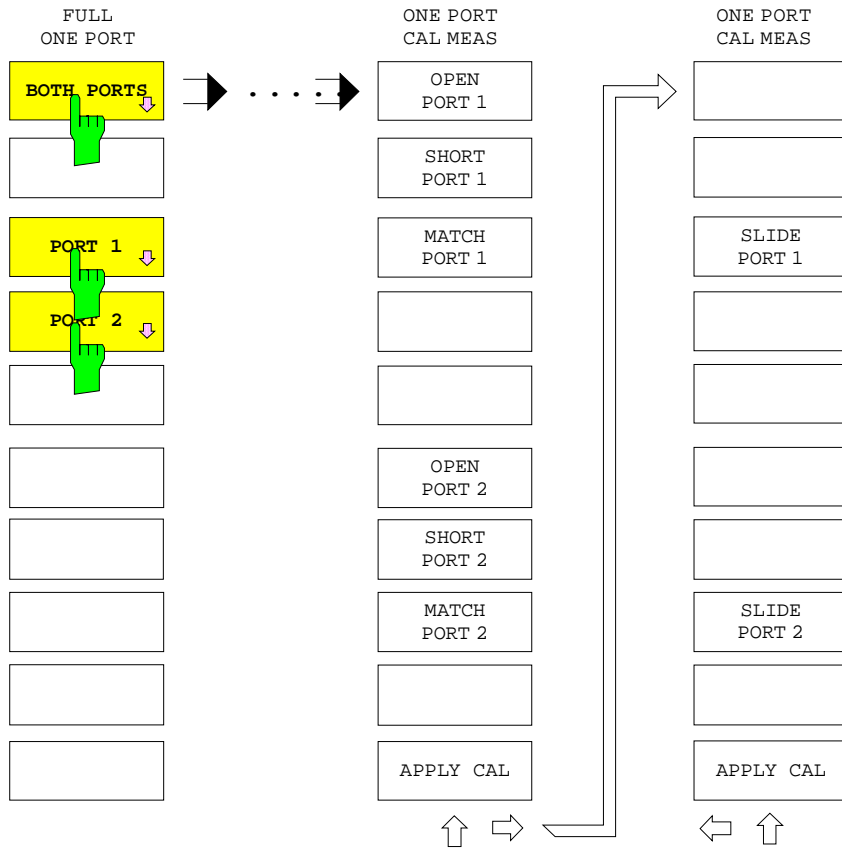 FULL
ONE PORT
BOTH PORTS
PORT 1
PORT 2
ONE PORT
CAL MEAS
OPEN
PORT 1
SHORT
PORT 1
MATCH
PORT 1
OPEN
PORT 2
SHORT
PORT 2
MATCH
PORT 2
APPLY CAL
ONE PORT
CAL MEAS
SLIDE
PORT 1
SLIDE
PORT 2
APPLY CAL